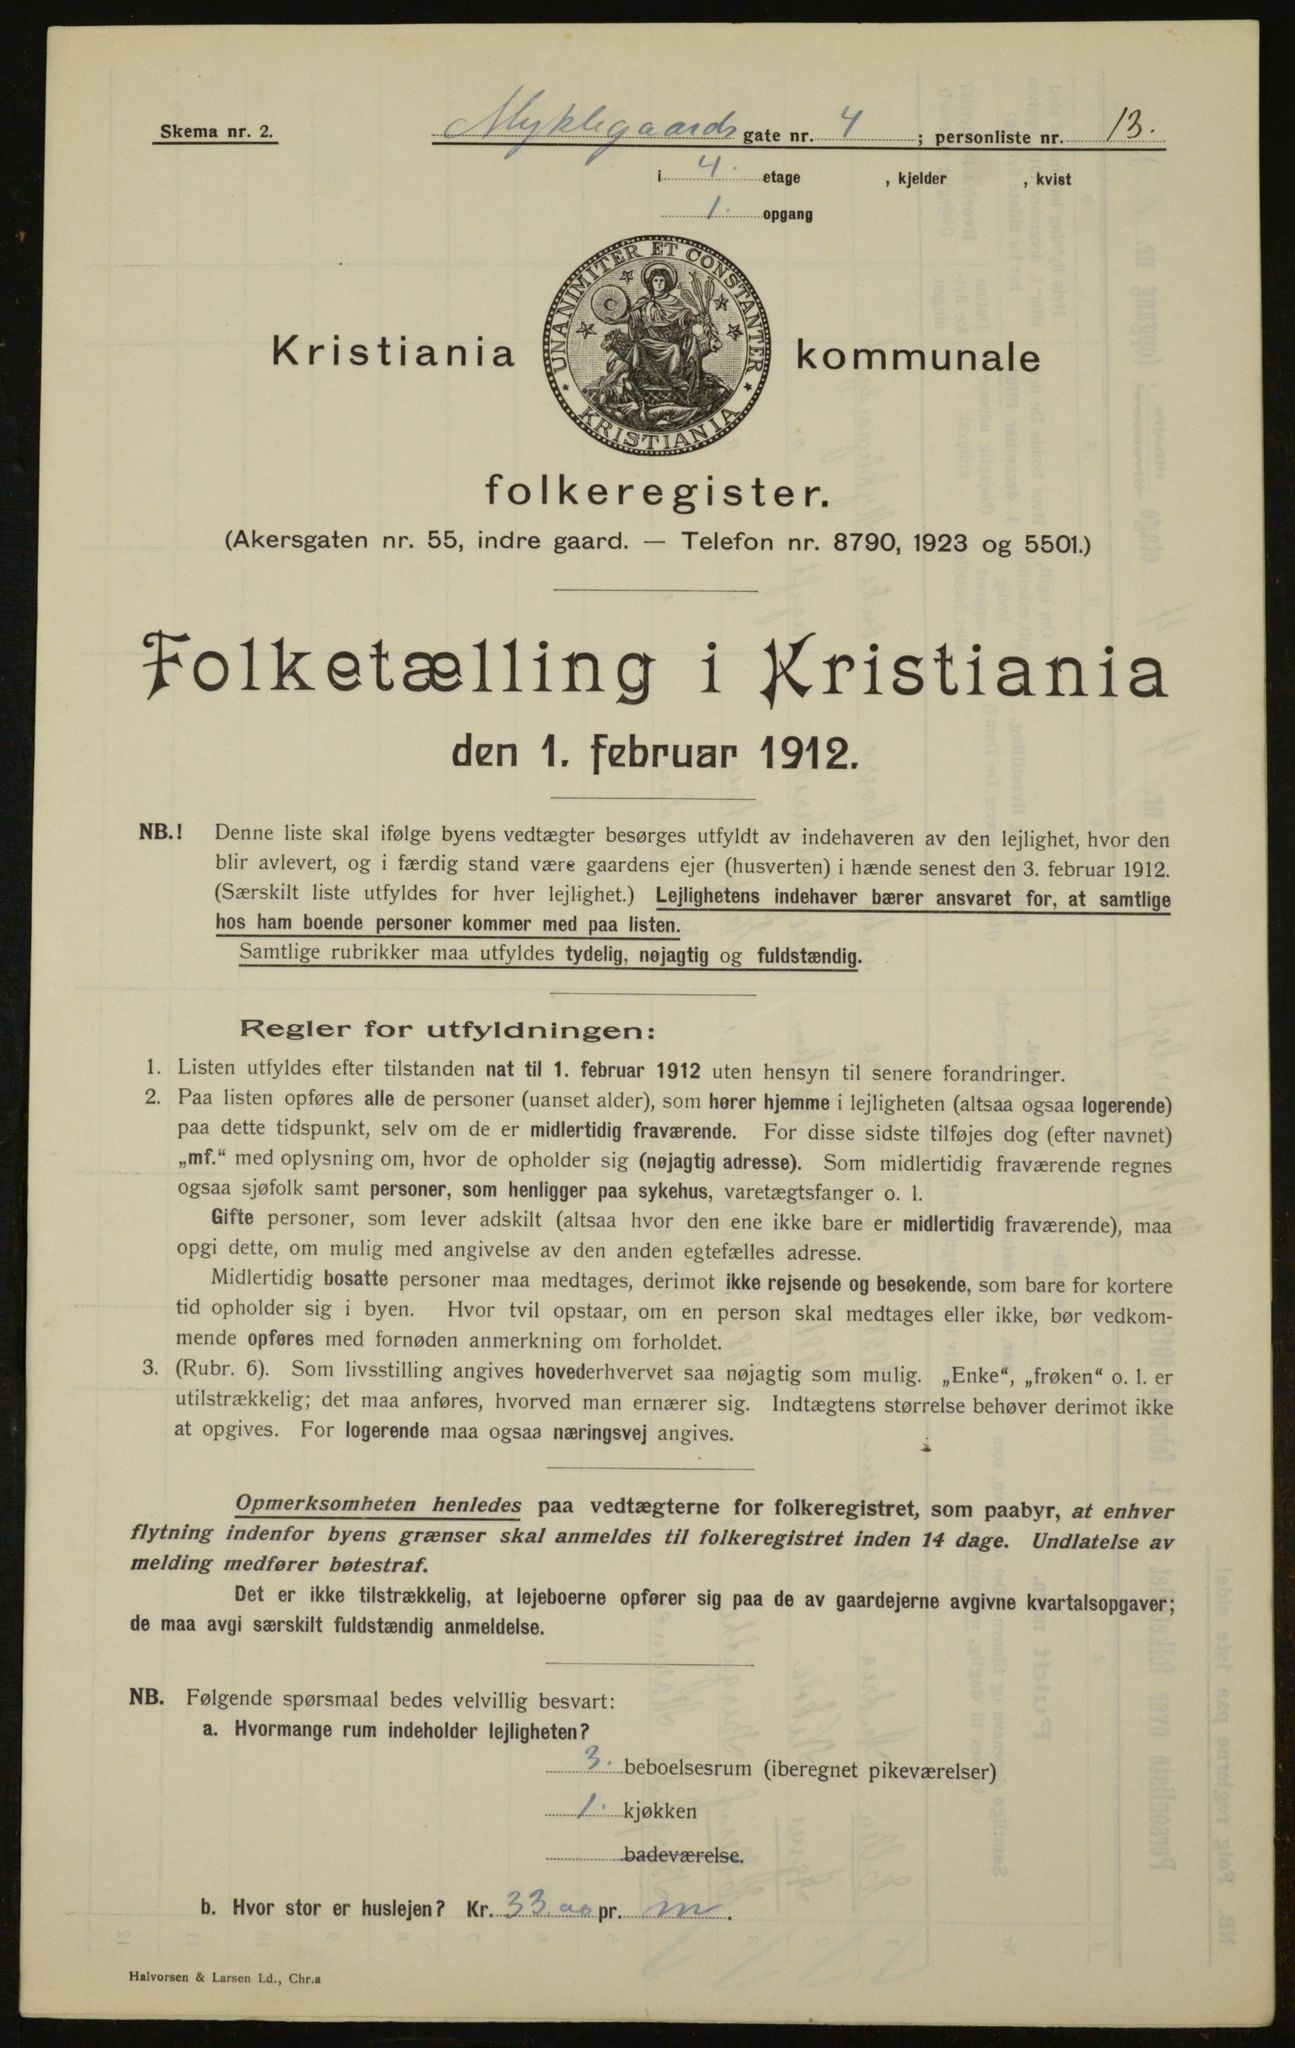 Skema nr. 2.
Myklegaards gate nr. 4 ; personliste nr. 13.
i 4. etage , kjelder , kvist
1. opgang
UNANIMITER ET CONSTANTER
KRISTIANIA
Kristiania kommunale
folkeregister.
(Akersgaten nr. 55, indre gaard. — Telefon nr. 8790, 1923 og 5501.)
Folketælling i Kristiania
den 1. februar 1912.
NB.! Denne liste skal ifølge byens vedtægter besørges utfyldt av indehaveren av den lejlighet, hvor den
blir avlevert, og i færdig stand være gaardens ejer (husverten) i hænde senest den 3. februar 1912.
(Særskilt liste utfyldes for hver lejlighet.) Lejlighetens indehaver bærer ansvaret for, at samtlige
hos ham boende personer kommer med paa listen.
Samtlige rubrikker maa utfyldes tydelig, nøjagtig og fuldstændig.
Regler for utfyldningen:
1. Listen utfyldes efter tilstanden nat til 1. februar 1912 uten hensyn til senere forandringer.
2. Paa listen opføres alle de personer (uanset alder), som hører hjemme i lejligheten (altsaa ogsaa logerende)
paa dette tidspunkt, selv om de er midlertidig fraværende. For disse sidste tilføjes dog (efter navnet)
„mf.“ med oplysning om, hvor de opholder sig (nøjagtig adresse). Som midlertidig fraværende regnes
ogsaa sjøfolk samt personer, som henligger paa sykehus, varetægtsfanger o. l.
Gifte personer, som lever adskilt (altsaa hvor den ene ikke bare er midlertidig fraværende), maa
opgi dette, om mulig med angivelse av den anden egtefælles adresse.
Midlertidig bosatte personer maa medtages, derimot ikke rejsende og besøkende, som bare for kortere
tid opholder sig i byen. Hvor tvil opstaar, om en person skal medtages eller ikke, bør vedkom-
mende opføres med fornøden anmerkning om forholdet.
3. (Rubr. 6). Som livsstilling angives hovederhvervet saa nøjagtig som mulig. „Enke“, „frøken“ o. l. er
utilstrækkelig; det maa anføres, hvorved man ernærer sig. Indtægtens størrelse behøver derimot ikke
at opgives. For logerende maa ogsaa næringsvej angives.
Opmerksomheten henledes paa vedtægterne for folkeregistret, som paabyr, at enhver
flytning indenfor byens grænser skal anmeldes til folkeregistret inden 14 dage. Undlatelse av
melding medfører bøtestraf.
Det er ikke tilstrækkelig, at lejeboerne opfører sig paa de av gaardejerne avgivne kvartalsopgaver;
de maa avgi særskilt fuldstændig anmeldelse.
NB. Følgende spørsmaal bedes velvillig besvart:
a. Hvormange rum indeholder lejligheten?
3. beboelsesrum (iberegnet pikeværelser)
1. kjøkken
badeværelse.
b. Hvor stor er huslejen? Kr. 33.00 pr. m.
Halvorsen & Larsen Ld., Chr.a